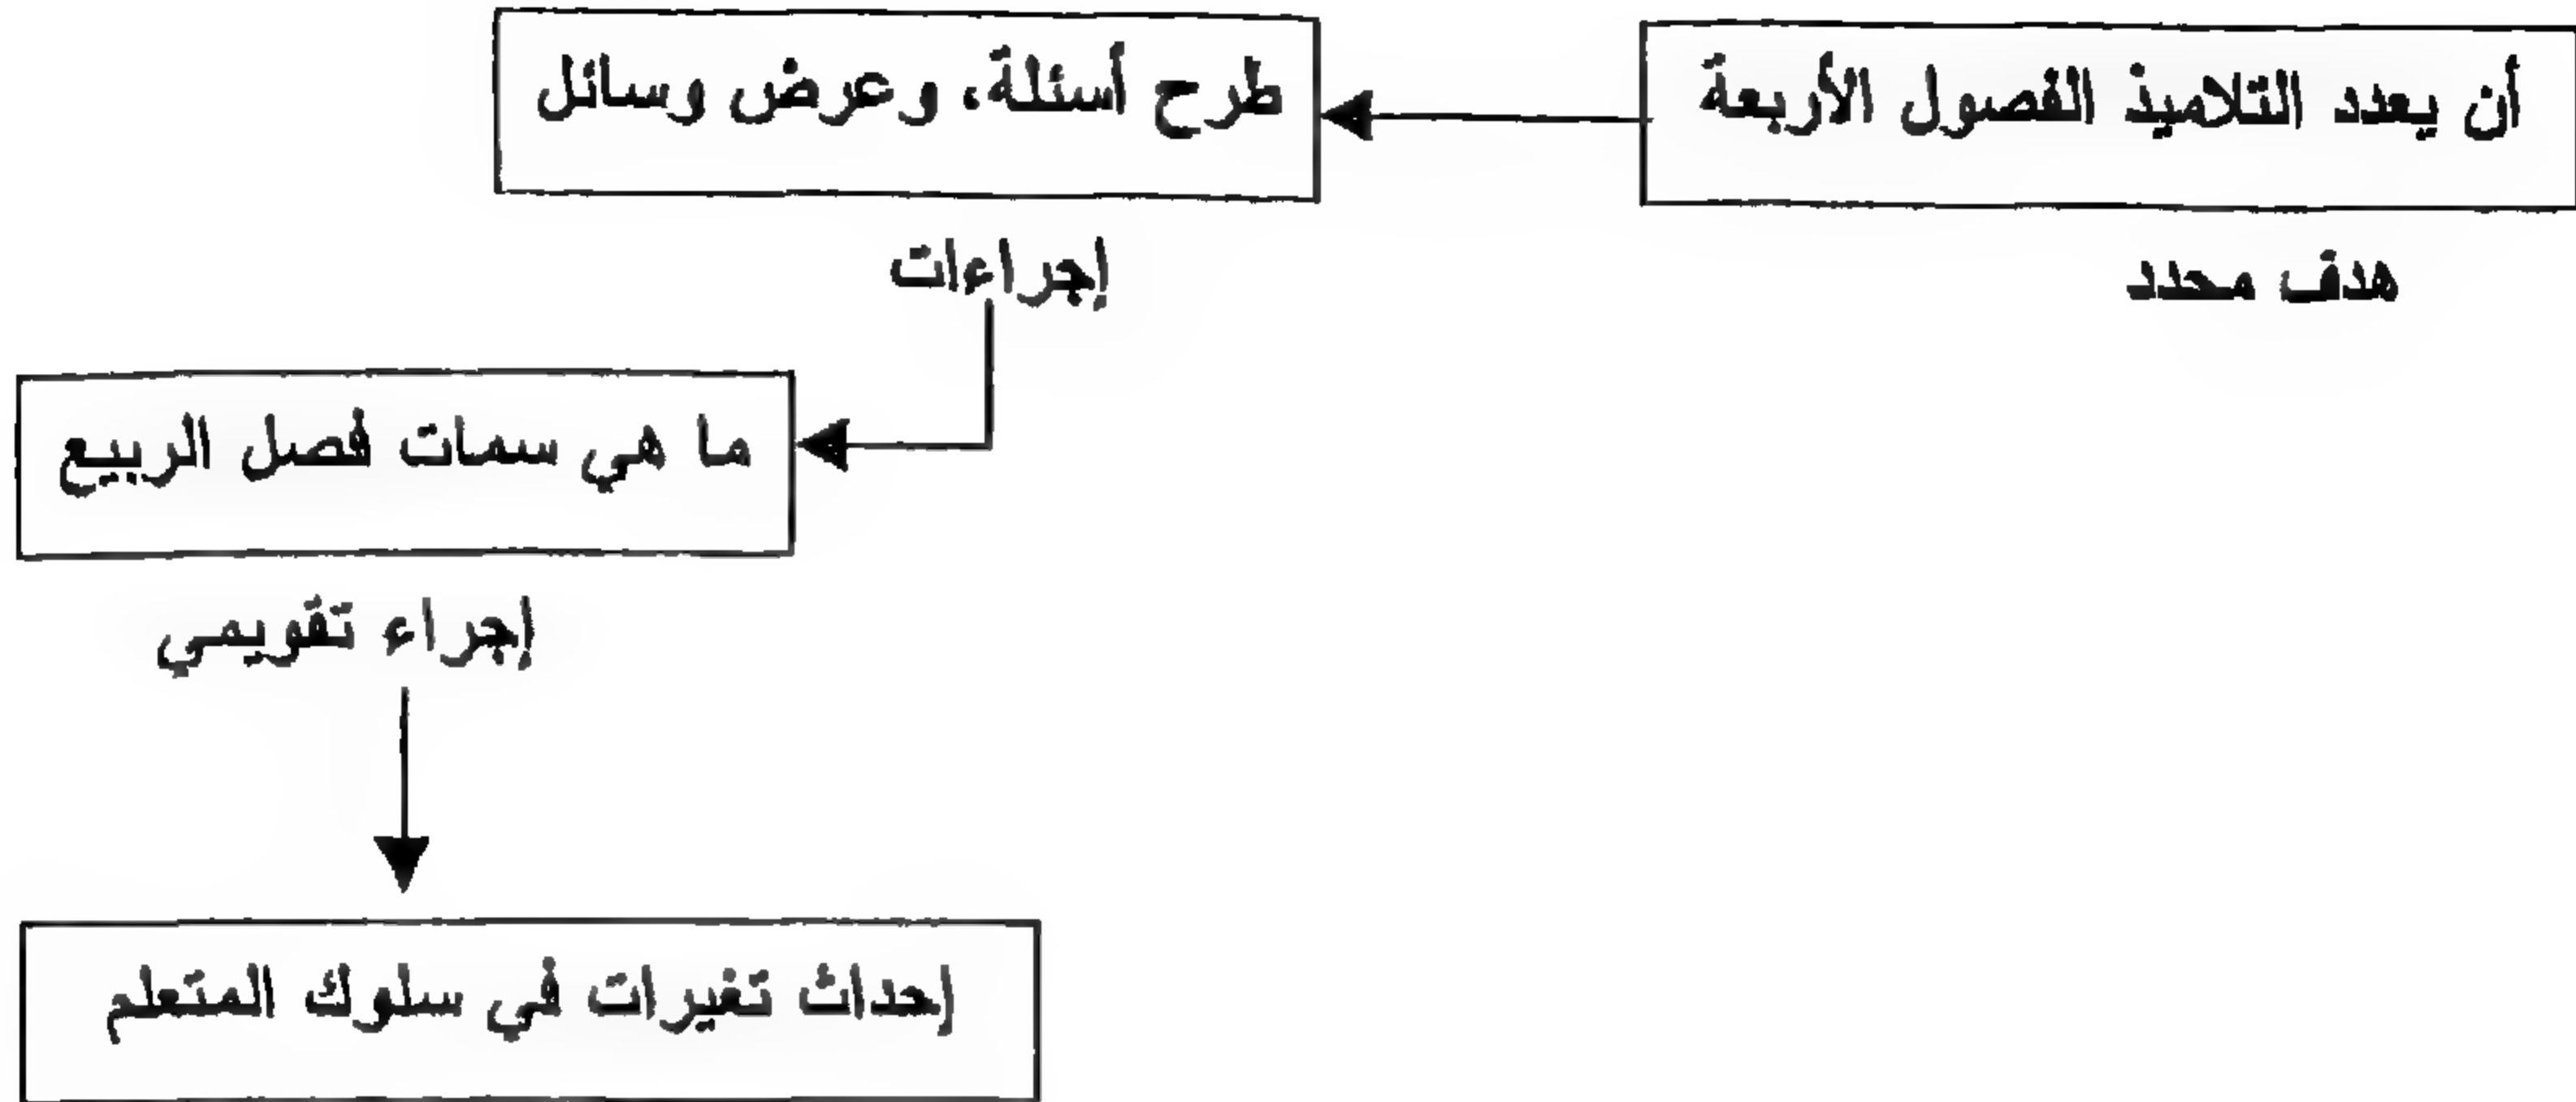 أن يعدد التلاميذ الفصول الأربعة
طرح أسئلة، وعرض وسائل
هدف محدد
إجراءات
ما هي سمات فصل الربيع
إجراء تقويمي
إحداث تغيرات في سلوك المتعلم